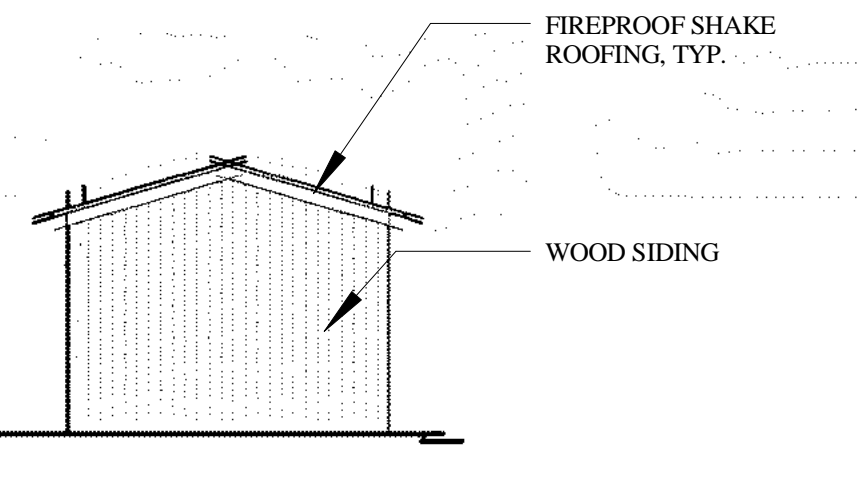 FIREPROOF SHAKE
ROOFING, TYP.
WOOD SIDING